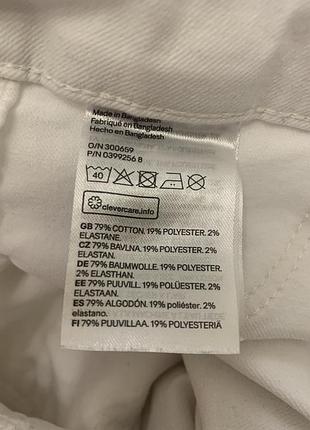 Made in Bangladesh
Fabriqué en Bangladesh
Hecho en Bangladesh
O/N 300659
P/N 0399256 8
40
clevercare.info
GB 79% COTTON. 19% POLYESTER. 2%
ELASTANE.
CZ 79% BAVLNA. 19% POLYESTER. 2%
ELASTAN.
DE 79% BAUMWOLLE. 19% POLYESTER.
2% ELASTHAN.
EE 79% PUUVILL. 19% POLÜESTER. 2%
ELASTAAN.
ES 79% ALGODÓN. 19% poliéster. 2%
elastano.
FI 79% PUUVILLAA. 19% POLYESTERIÄ